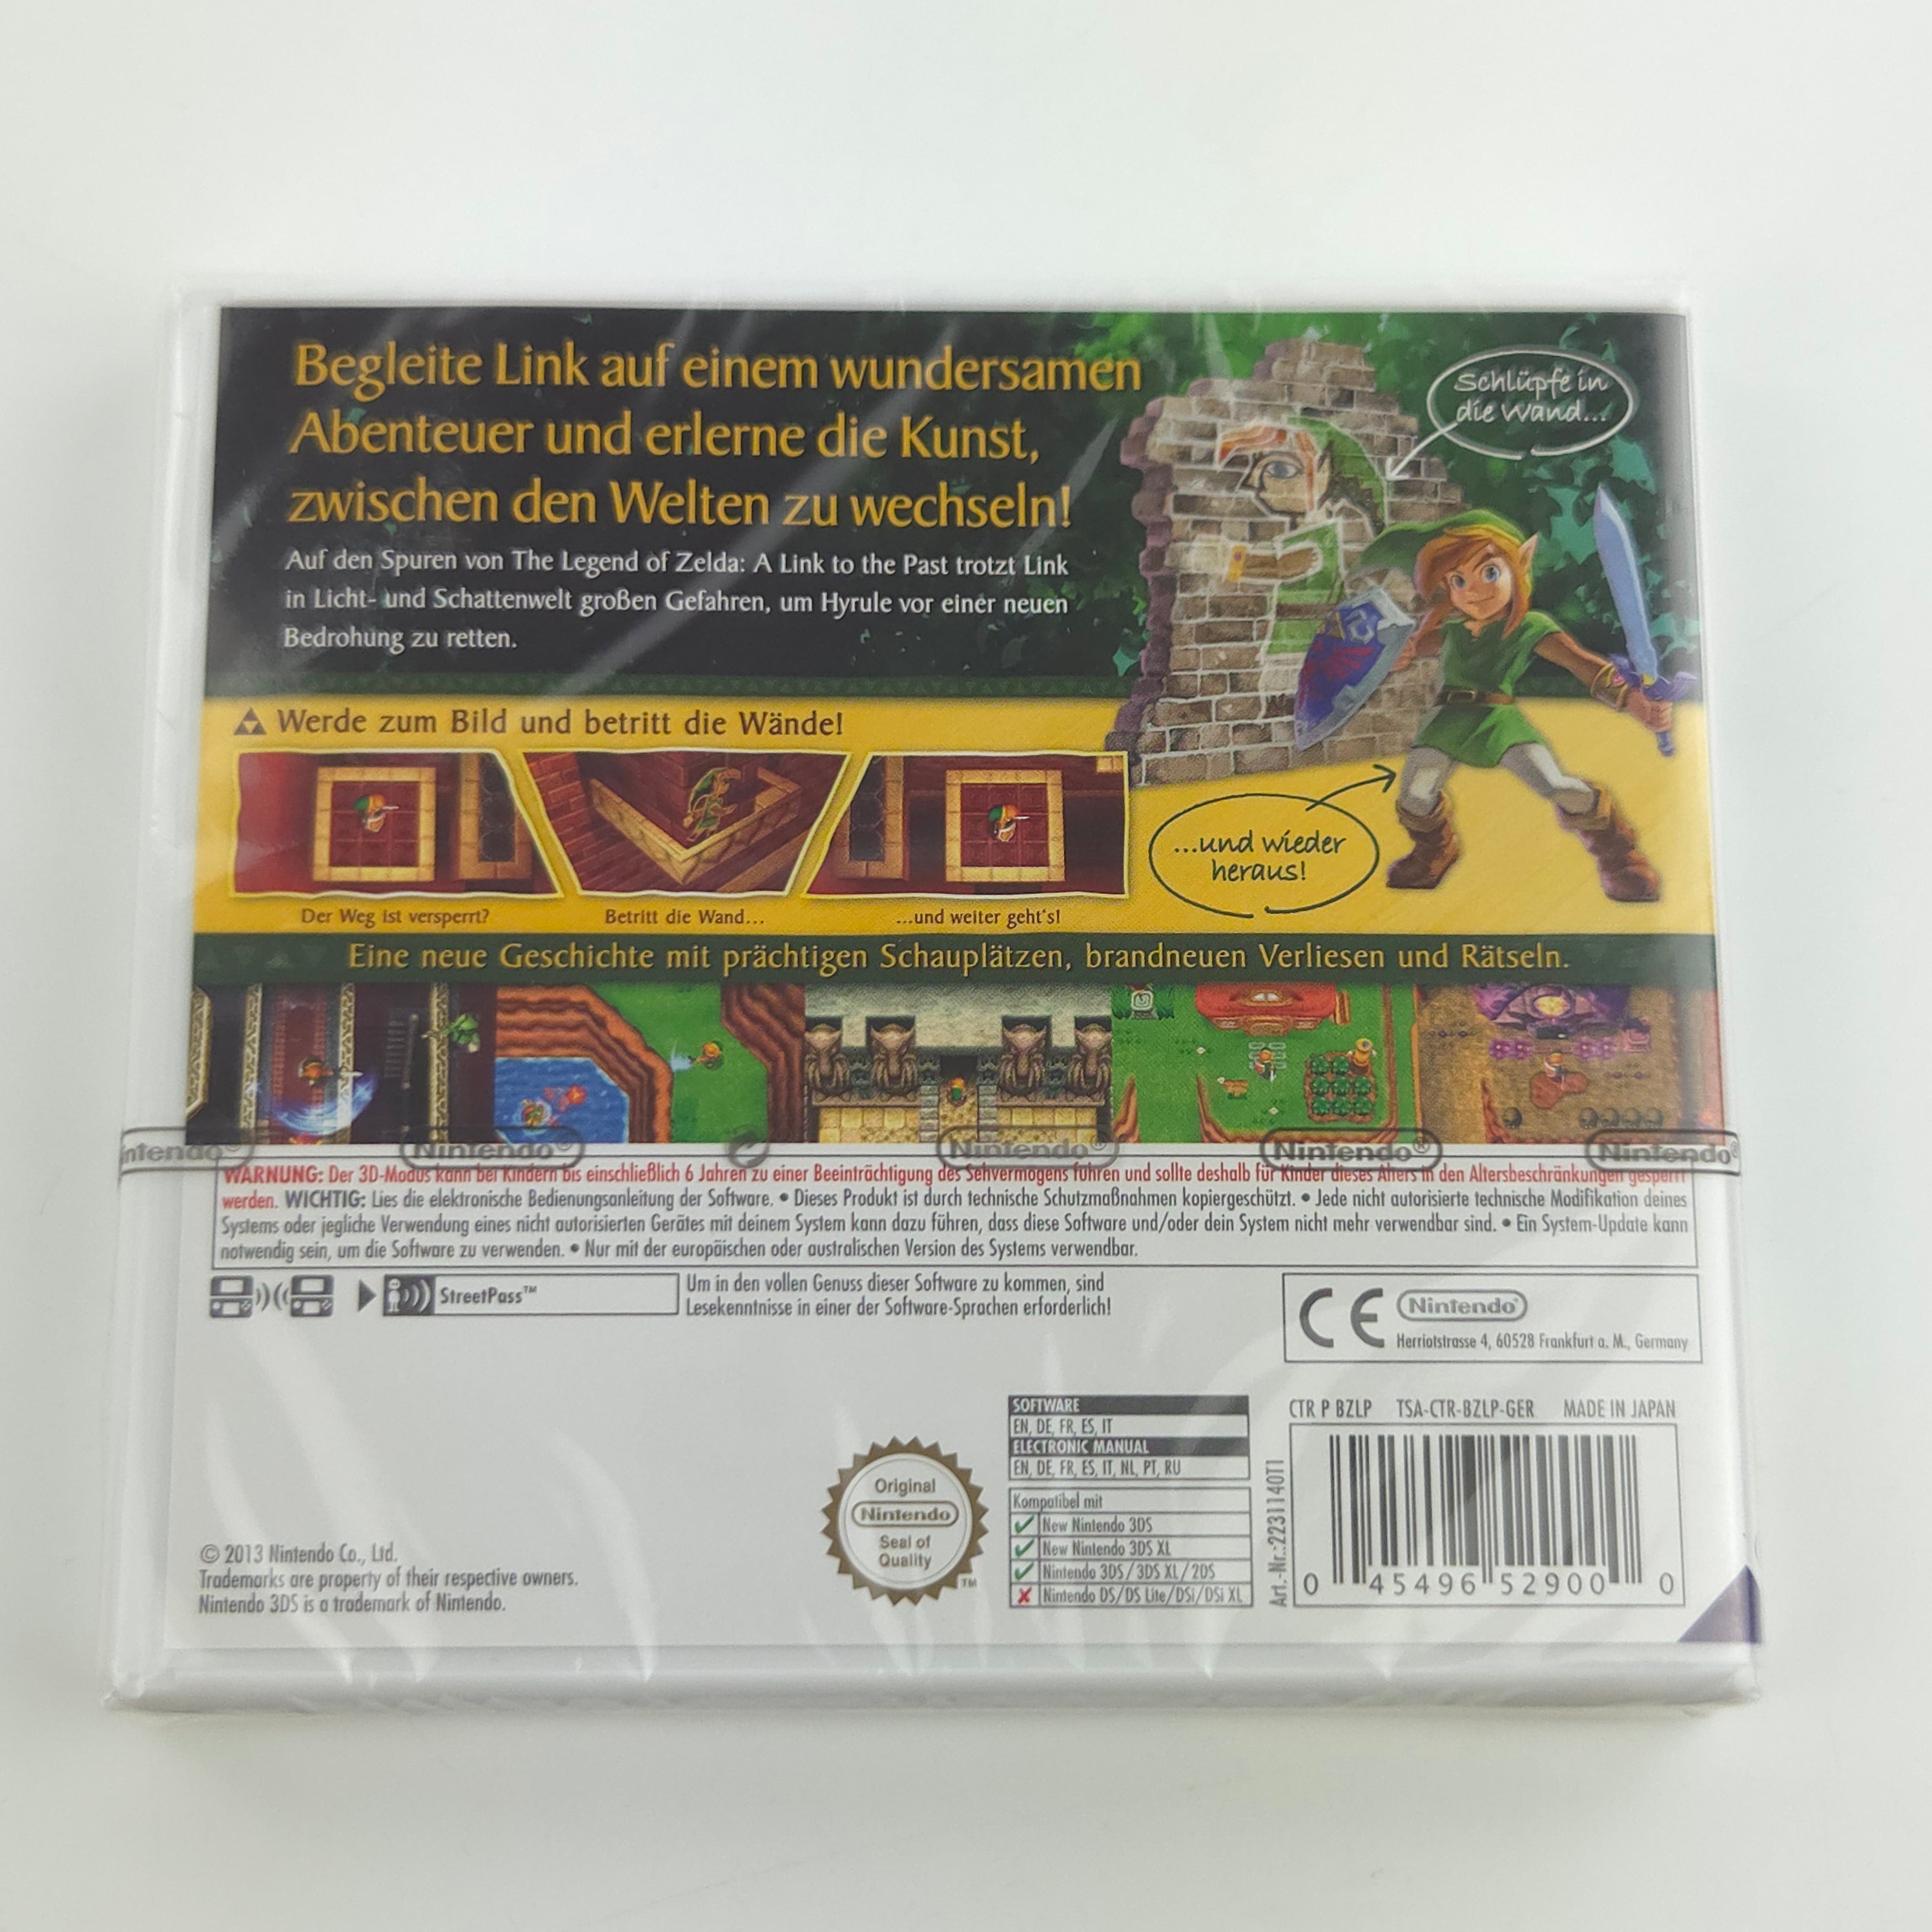 Begleite Link auf einem wundersamen
Abenteuer und erlerne die Kunst,
zwischen den Welten zu wechseln!
Auf den Spuren von The Legend of Zelda: A Link to the Past trotzt Link
in Licht- und Schattenwelt großen Gefahren, um Hyrule vor einer neuen
Bedrohung zu retten.
Schlüpfe in
die Wand...
Werde zum Bild und betritt die Wände!
...und wieder
heraus!
Der Weg ist versperrt?
Betritt die Wand...
...und weiter geht's!
Eine neue Geschichte mit prächtigen Schauplätzen, brandneuen Verliesen und Rätseln.
ntendo Nintendo® Nintendo® Nintendo® Nintendo®
WARNUNG: Der 3D-Modus kann bei Kindern bis einschließlich 6 Jahren zu einer Beeinträchtigung des Sehvermögens führen und sollte deshalb für Kinder dieses Alters in den Altersbeschränkungen gesperrt
werden. WICHTIG: Lies die elektronische Bedienungsanleitung der Software. • Dieses Produkt ist durch technische Schutzmaßnahmen kopiergeschützt. • Jede nicht autorisierte technische Modifikation deines
Systems oder jegliche Verwendung eines nicht autorisierten Gerätes mit deinem System kann dazu führen, dass diese Software und/oder dein System nicht mehr verwendbar sind. • Ein System-Update kann
notwendig sein, um die Software zu verwenden. • Nur mit der europäischen oder australischen Version des Systems verwendbar.
StreetPass™
Um in den vollen Genuss dieser Software zu kommen, sind
Lesekenntnisse in einer der Software-Sprachen erforderlich!
CE Nintendo®
Herriotstrasse 4, 60528 Frankfurt a. M., Germany
SOFTWARE
EN, DE, FR, ES, IT
ELECTRONIC MANUAL
EN, DE, FR, ES, IT, NL, PT, RU
Kompatibel mit
New Nintendo 3DS
New Nintendo 3DS XL
Nintendo 3DS/3DS XL/2DS
Nintendo DS/DS Lite/DSi/DSi XL
CTR P BZLP TSA-CTR-BZLP-GER MADE IN JAPAN
Art.-Nr.:2231140T1
0 45496 52900 0
Original
Nintendo
Seal of
Quality
™
© 2013 Nintendo Co., Ltd.
Trademarks are property of their respective owners.
Nintendo 3DS is a trademark of Nintendo.